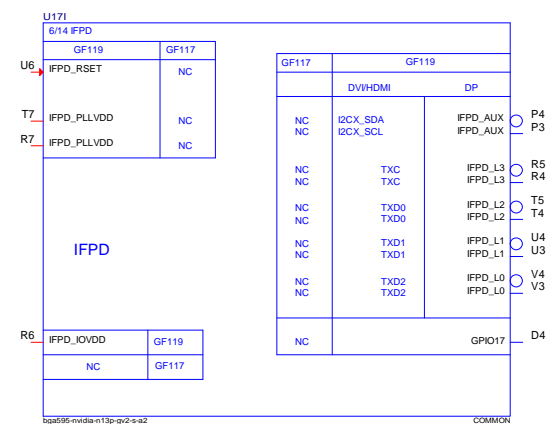 U17I
6/14 IFPD
GF119 GF117
U6 IFPD_RSET NC
T7 IFPD_PLLVDD NC
R7 IFPD_PLLVDD NC
IFPD
R6 IFPD_IOVDD GF119
NC GF117
GF117 GF119
DVI/HDMI DP
NC I2CX_SDA IFPD_AUX P4
NC I2CX_SCL IFPD_AUX P3
NC TXC IFPD_L3 R5
NC TXC IFPD_L3 R4
NC TXD0 IFPD_L2 T5
NC TXD0 IFPD_L2 T4
NC TXD1 IFPD_L1 U4
NC TXD1 IFPD_L1 U3
NC TXD2 IFPD_L0 V4
NC TXD2 IFPD_L0 V3
NC GPIO17 D4
bga595-nvidia-n13p-gv2-s-a2 COMMON